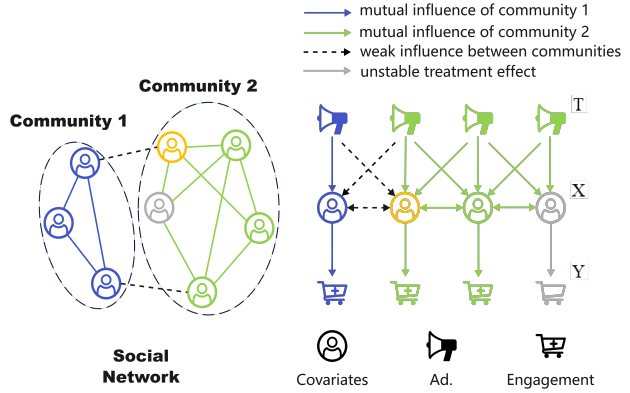 mutual influence of community 1
mutual influence of community 2
weak influence between communities
unstable treatment effect
Community 2
Community 1
T
X
Y
Social
Network
Covariates
Ad.
Engagement